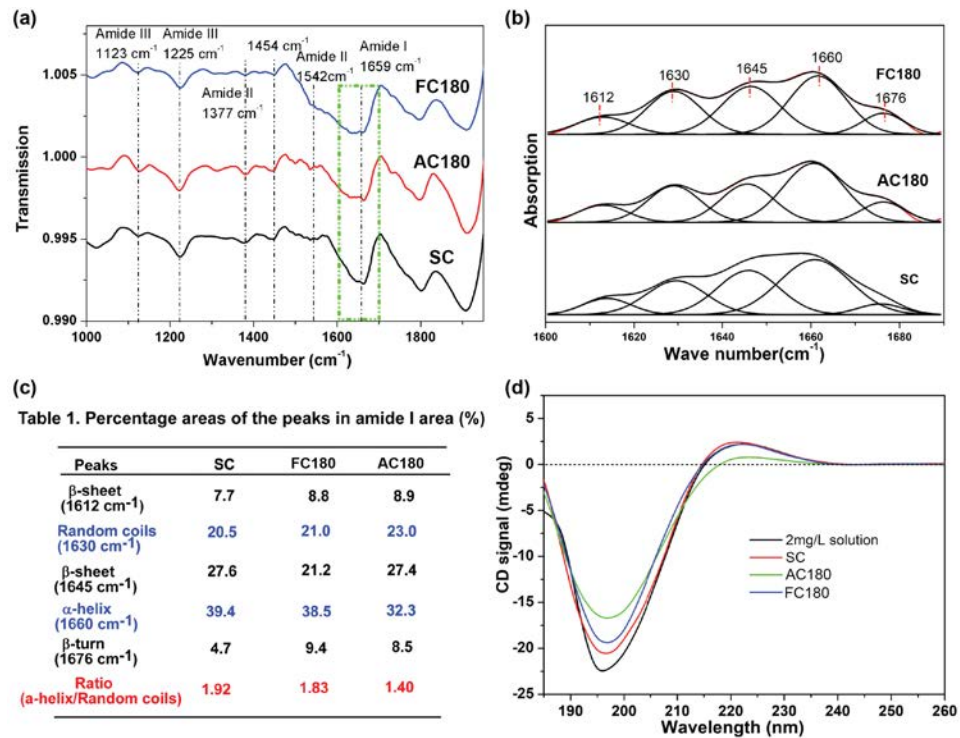 (a)
Amide III
1123 cm-1
Amide III
1225 cm-1
1454 cm-1
Amide II
1377 cm-1
Amide II
1542cm-1
Amide I
1659 cm-1
FC180
AC180
SC
1.005
1.000
0.995
0.990
Transmission
1000
1200
1400
1600
1800
Wavenumber (cm-1)
(b)
1612
1630
1645
1660
1676
FC180
AC180
SC
Absorption
1600
1620
1640
1660
1680
Wave number(cm-1)
(c)
Table 1. Percentage areas of the peaks in amide I area (%)
Peaks SC FC180 AC180
β-sheet
(1612 cm-1) 7.7 8.8 8.9
Random coils
(1630 cm-1) 20.5 21.0 23.0
β-sheet
(1645 cm-1) 27.6 21.2 27.4
α-helix
(1660 cm-1) 39.4 38.5 32.3
β-turn
(1676 cm-1) 4.7 9.4 8.5
Ratio
(a-helix/Random coils) 1.92 1.83 1.40
(d)
5
0
-5
-10
-15
-20
-25
CD signal (mdeg)
2mg/L solution
SC
AC180
FC180
190 200 210 220 230 240 250 260
Wavelength (nm)